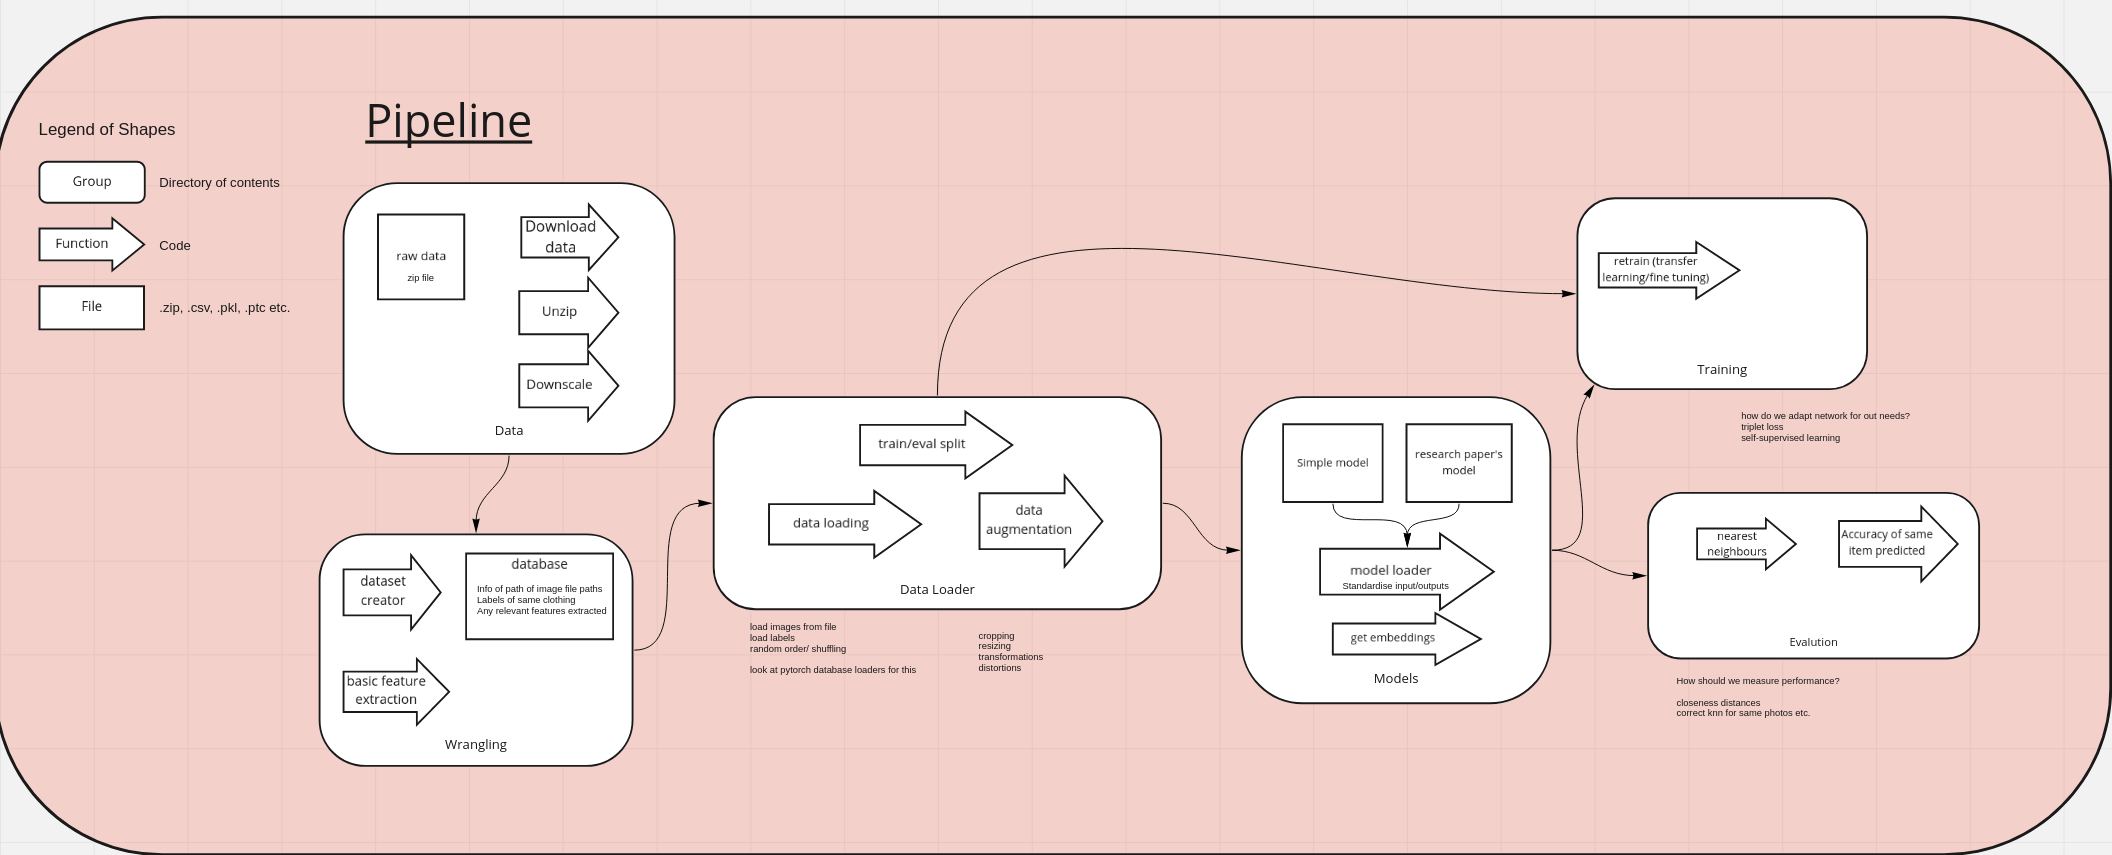 Pipeline
Legend of Shapes
Group
Directory of contents
Function
Code
File
.zip, .csv, .pkl, .ptc etc.
raw data
zip file
Download
data
Unzip
Downscale
Data
dataset
creator
database
Info of path of image file paths
Labels of same clothing
Any relevant features extracted
basic feature
extraction
Wrangling
train/eval split
data loading
data
augmentation
Data Loader
load images from file
load labels
random order/ shuffling
look at pytorch database loaders for this
cropping
resizing
transformations
distortions
Simple model
research paper's
model
model loader
Standardise input/outputs
get embeddings
Models
retrain (transfer
learning/fine tuning)
Training
how do we adapt network for out needs?
triplet loss
self-supervised learning
nearest
neighbours
Accuracy of same
item predicted
Evalution
How should we measure performance?
closeness distances
correct knn for same photos etc.